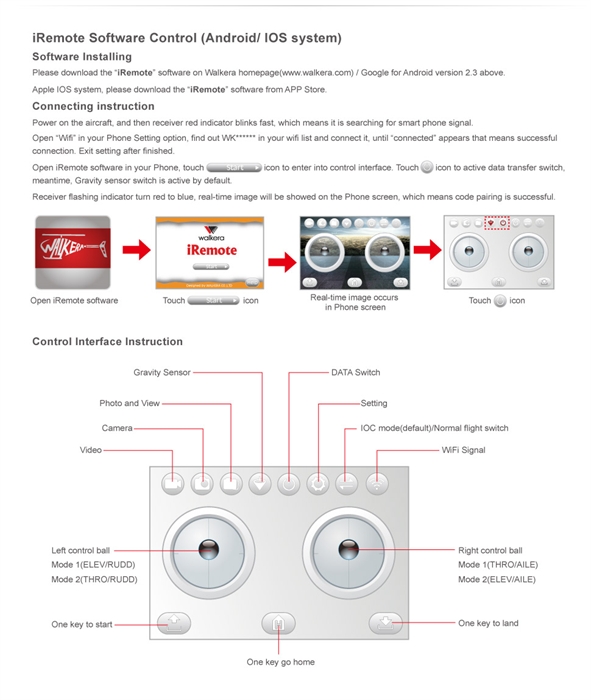 iRemote Software Control (Android/ IOS system)
Software Installing
Please download the "iRemote" software on Walkera homepage(www.walkera.com) / Google for Android version 2.3 above.
Apple IOS system, please download the "iRemote" software from APP Store.
Connecting instruction
Power on the aircraft, and then receiver red indicator blinks fast, which means it is searching for smart phone signal.
Open "Wifi" in your Phone Setting option, find out WK****** in your wifi list and connect it, until "connected" appears that means successful
connection. Exit setting after finished.
Open iRemote software in your Phone, touch Start icon to enter into control interface. Touch icon to active data transfer switch,
meantime, Gravity sensor switch is active by default.
Receiver flashing indicator turn red to blue, real-time image will be showed on the Phone screen, which means code pairing is successful.
WALKERA
walkera
iRemote
Start
Open iRemote software
Touch Start icon
Real-time image occurs
in Phone screen
Touch icon
Control Interface Instruction
Gravity Sensor
DATA Switch
Photo and View
Setting
Camera
IOC mode(default)/Normal flight switch
Video
WiFi Signal
Left control ball
Mode 1(ELEV/RUDD)
Mode 2(THRO/RUDD)
Right control ball
Mode 1(THRO/AILE)
Mode 2(ELEV/AILE)
One key to start
One key to land
One key go home